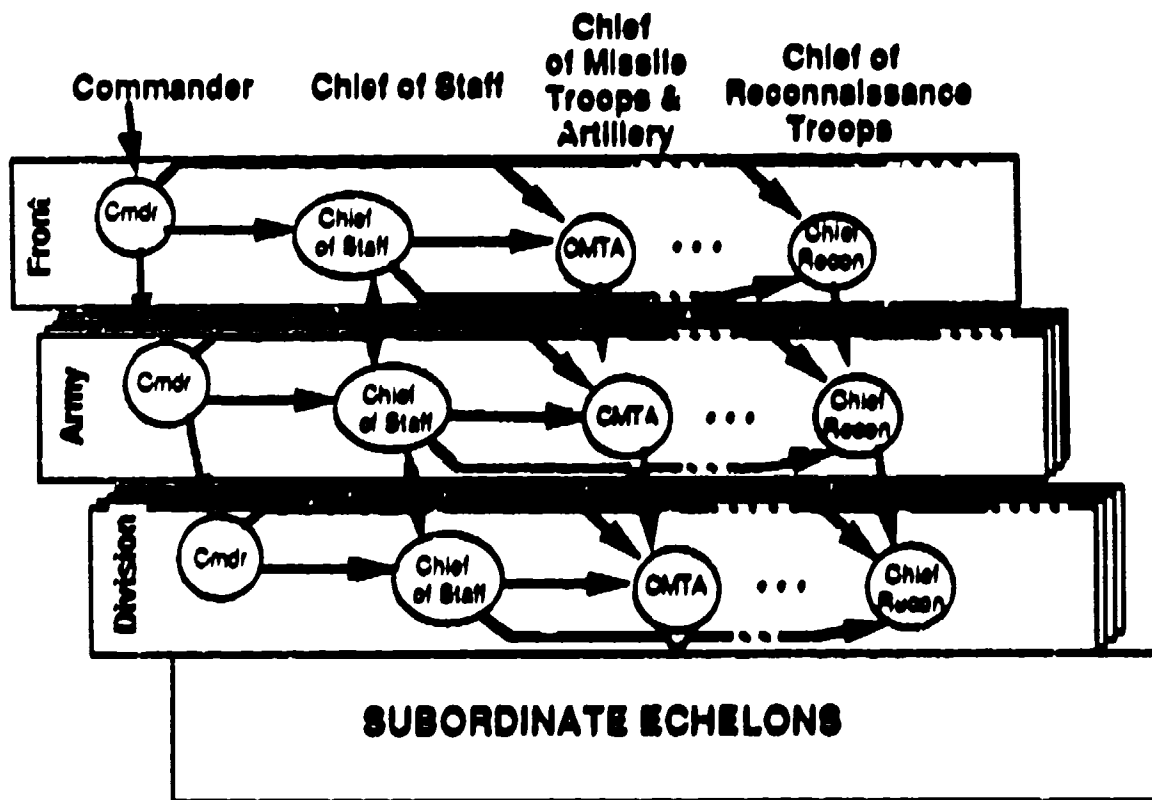 Commander
Chief of Staff
Chief
of Missile
Troops &
Artillery
Chief of
Reconnaissance
Troops
Front
Cmdr
Chief
of Staff
CMTA
• • •
Chief
Recon
Army
Cmdr
Chief
of Staff
CMTA
• • •
Chief
Recon
Division
Cmdr
Chief
of Staff
CMTA
• • •
Chief
Recon
SUBORDINATE ECHELONS